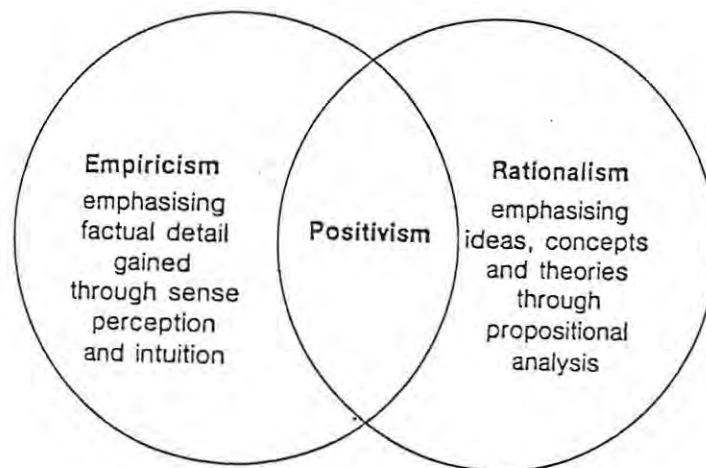 Empiricism
emphasising
factual detail
gained
through sense
perception
and intuition
Positivism
Rationalism
emphasising
ideas, concepts
and theories
through
propositional
analysis